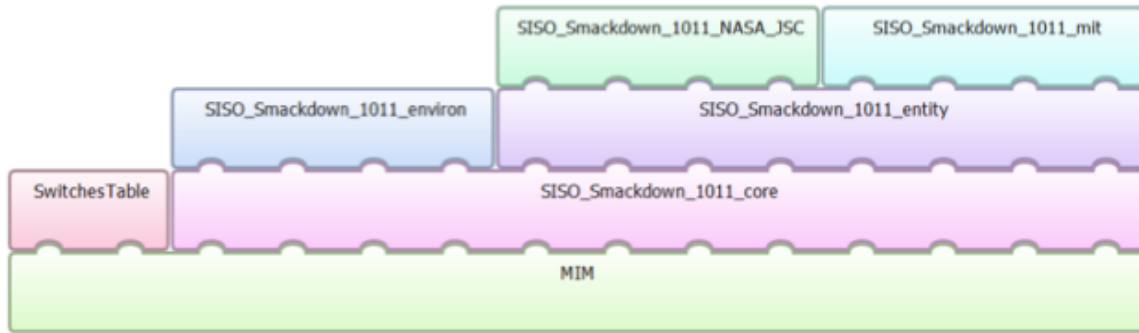 SISO_Smackdown_1011_NASA_JSC
SISO_Smackdown_1011_mit
SISO_Smackdown_1011_environ
SISO_Smackdown_1011_entity
SwitchesTable
SISO_Smackdown_1011_core
MIM